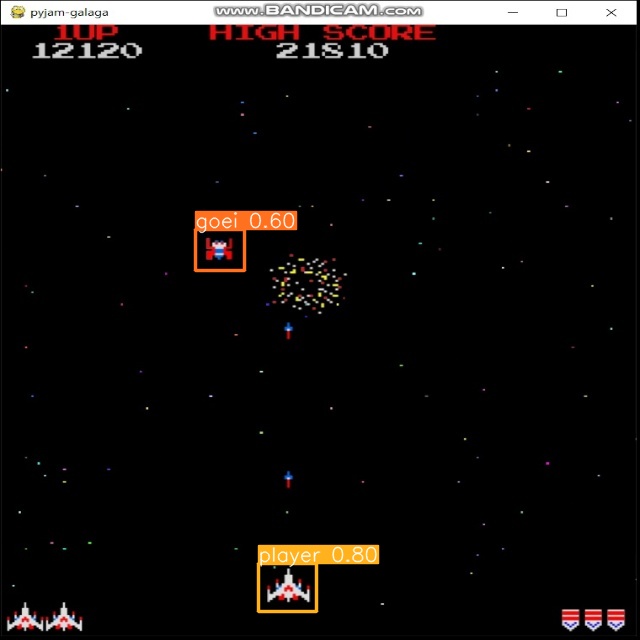 pyjam-galaga
www.BANDICAM.com
1UP
HIGH SCORE
12120
21810
goei 0.60
player 0.80